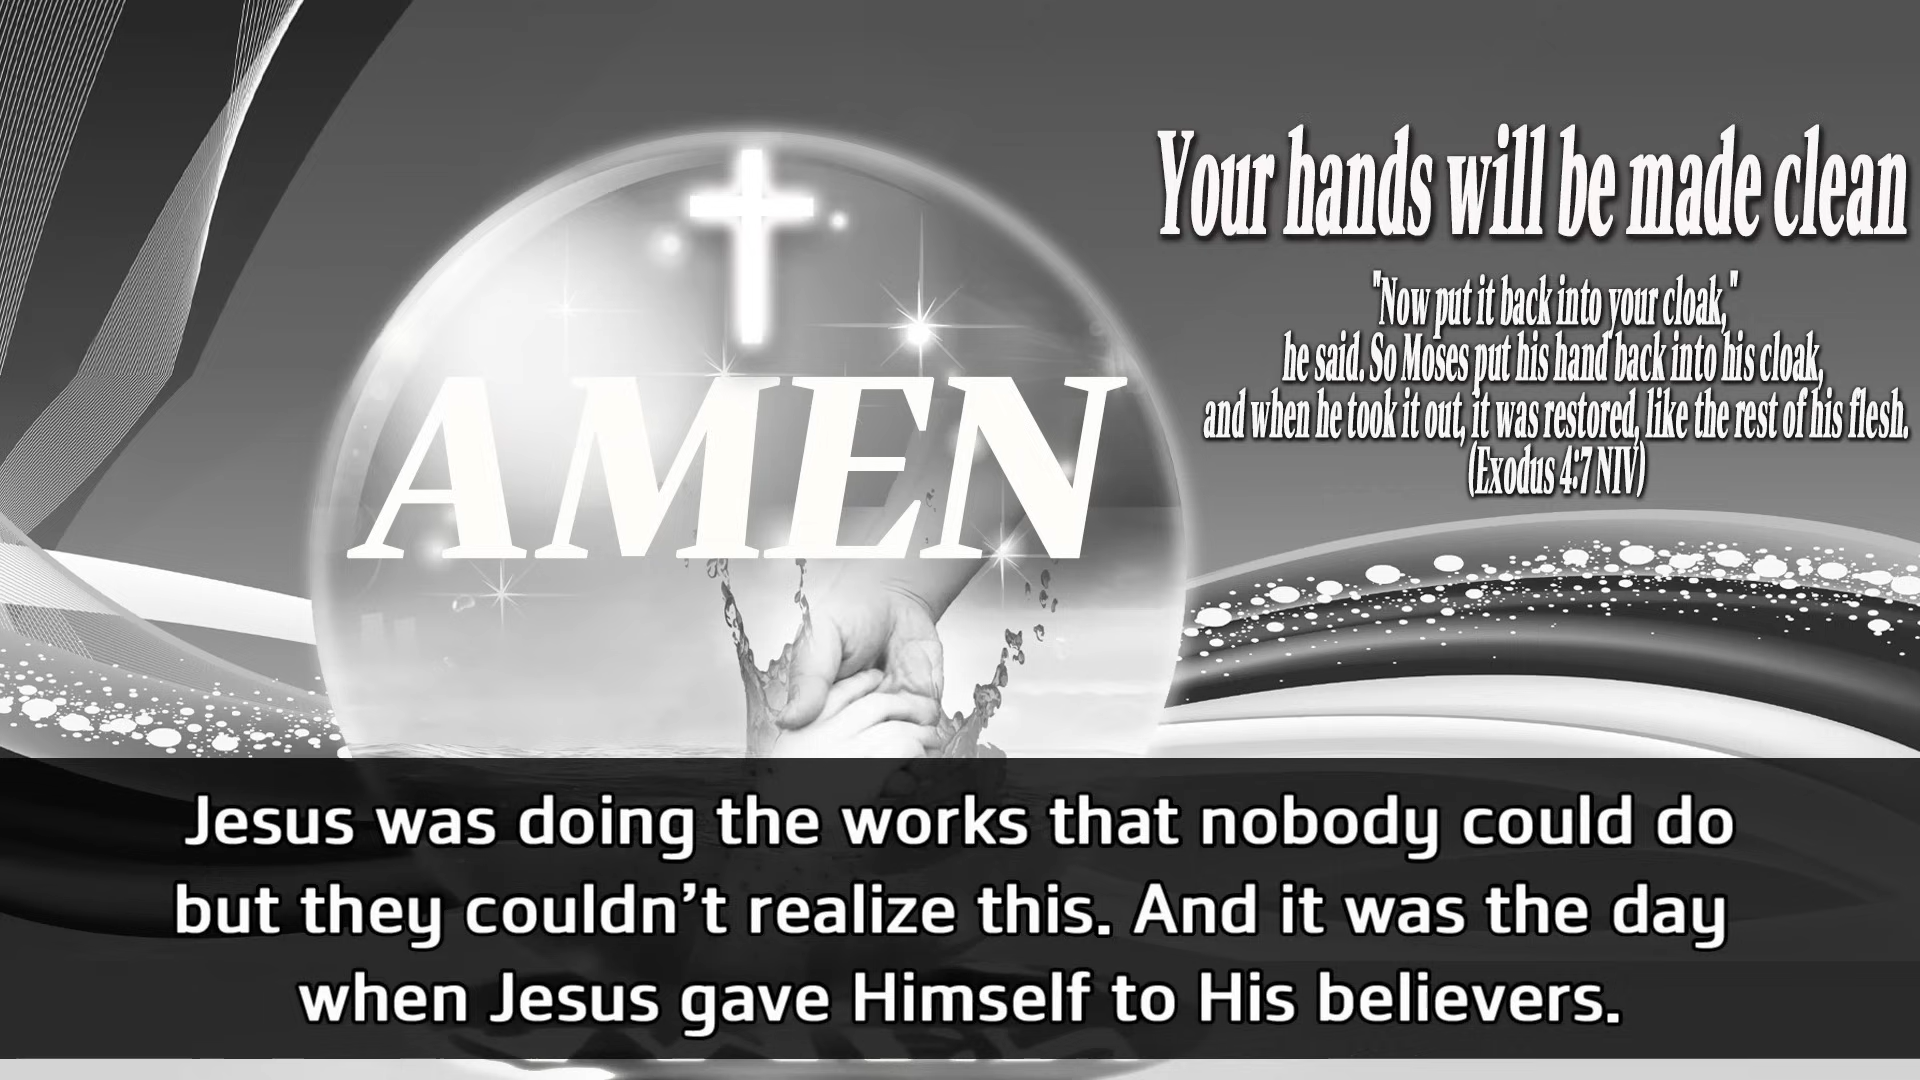 AMEN
Your hands will be made clean
"Now put it back into your cloak,"
he said. So Moses put his hand back into his cloak,
and when he took it out, it was restored, like the rest of his flesh.
(Exodus 4:7 NIV)
Jesus was doing the works that nobody could do
but they couldn't realize this. And it was the day
when Jesus gave Himself to His believers.